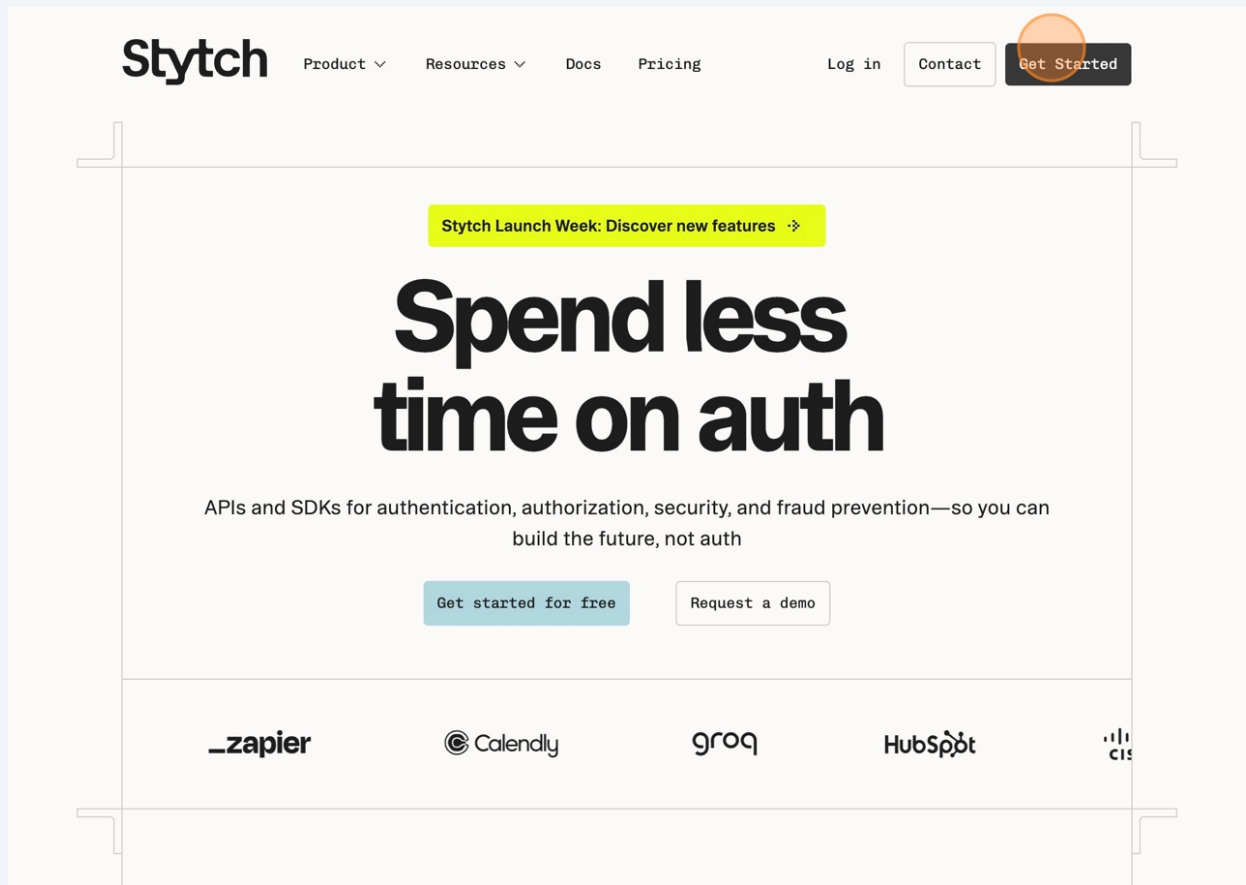 Stytch
Product
Resources
Docs
Pricing
Log in
Contact
Get Started
Stytch Launch Week: Discover new features
Spend less
time on auth
APIs and SDKs for authentication, authorization, security, and fraud prevention—so you can
build the future, not auth
Get started for free
Request a demo
_zapier
Calendly
groq
HubSpot